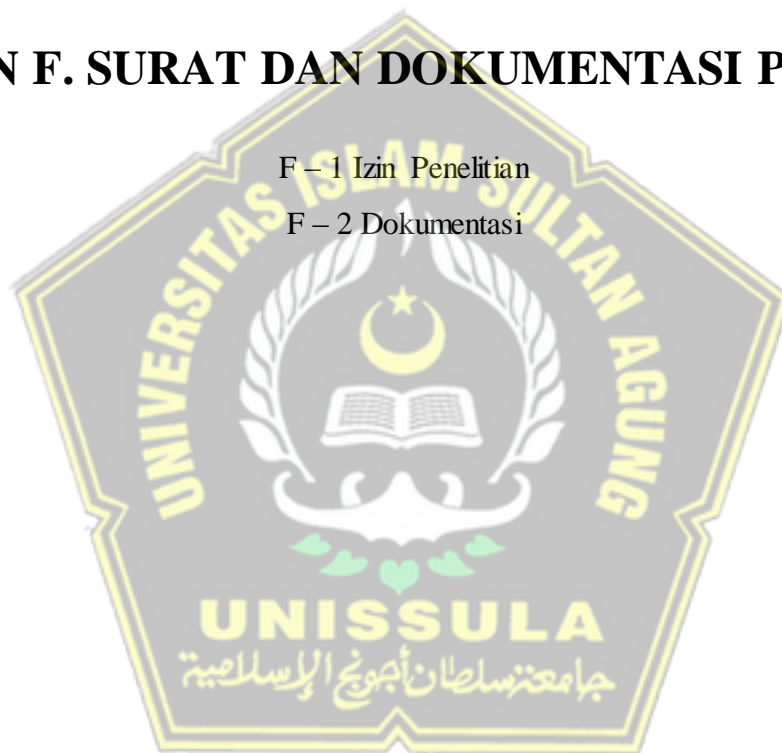 N F. SURAT DAN DOKUMENTASI P
F – 1 Izin Penelitian
F – 2 Dokumentasi
UNIVERSITAS ISLAM SULTAN AGUNG
UNISSULA
جامعة سلطان أجونج الإسلامية